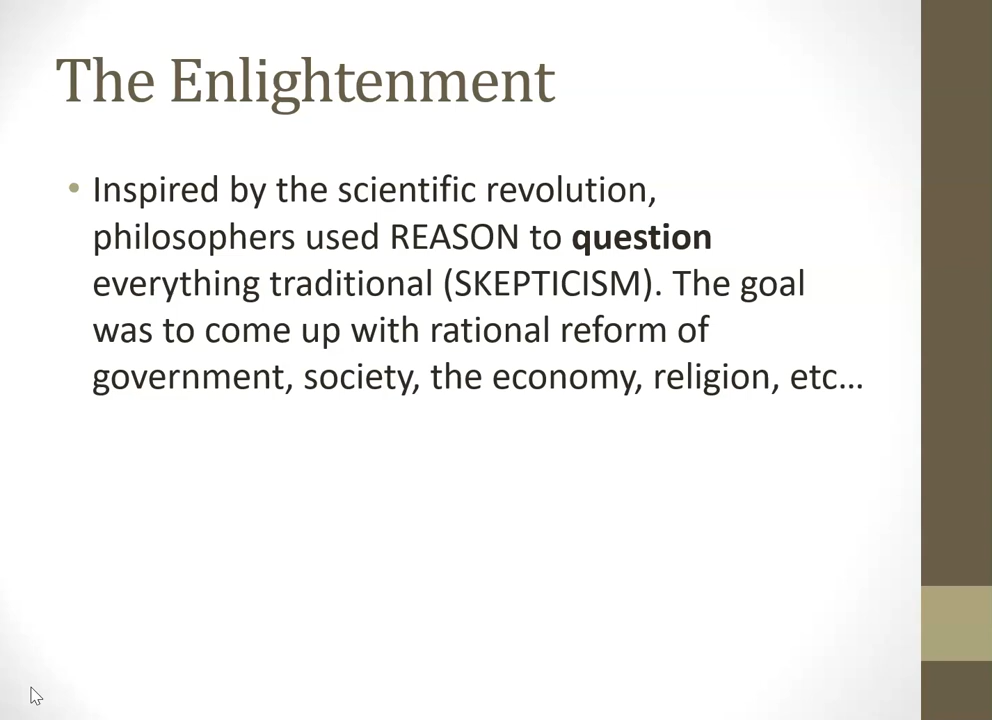 The Enlightenment
• Inspired by the scientific revolution,
philosophers used REASON to question
everything traditional (SKEPTICISM). The goal
was to come up with rational reform of
government, society, the economy, religion, etc…